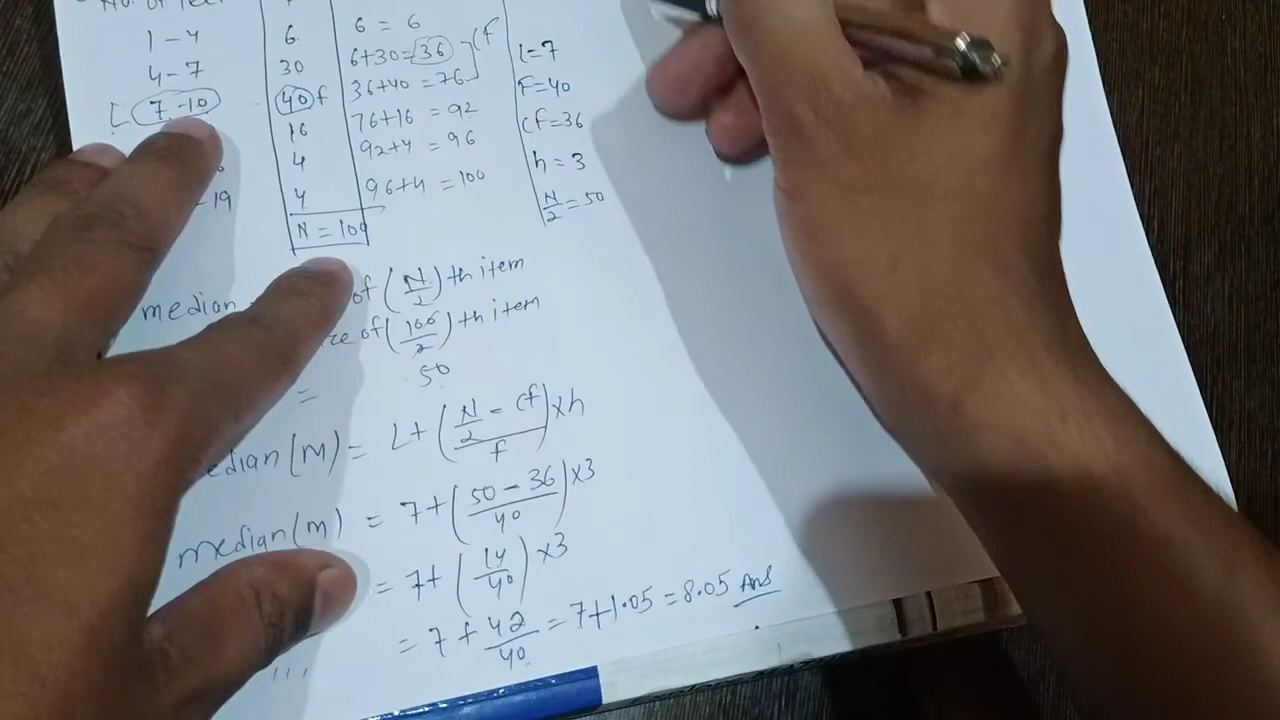 1-4 6 6 = 6
4-7 30 6+30=36 cf l=7
L 7-10 40 f 36+40 = 76 F=40
16 76+16 = 92 cf=36
4 92+4 = 96 h = 3
19 4 96+4 = 100 N/2 = 50
N = 100
median of (N/2) th item
of (100/2) th item
= 50
(m) = L+ (N/2 - cf / f) ×h
median(m) = 7+ (50-36 / 40) ×3
= 7+ (14/40) ×3
= 7 + 42/40 = 7+1.05 = 8.05 Ans